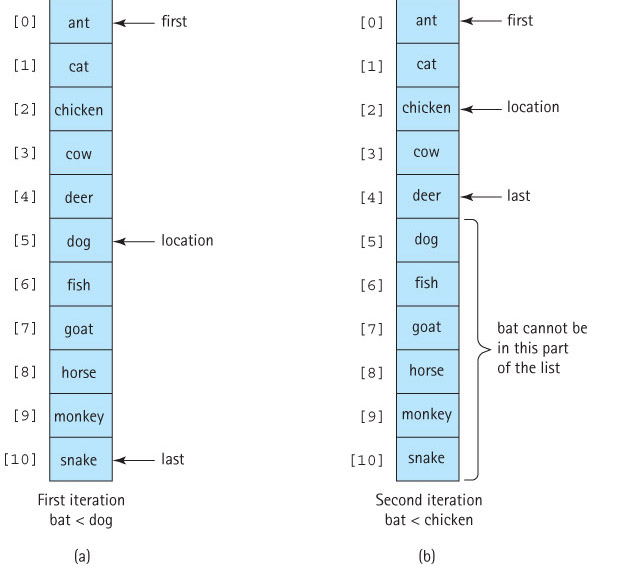 [0] ant first
[1] cat
[2] chicken
[3] cow
[4] deer
[5] dog location
[6] fish
[7] goat
[8] horse
[9] monkey
[10] snake last
First iteration
bat < dog
(a)
[0] ant first
[1] cat
[2] chicken location
[3] cow
[4] deer last
[5] dog
[6] fish
[7] goat
[8] horse
[9] monkey
[10] snake
bat cannot be
in this part
of the list
Second iteration
bat < chicken
(b)